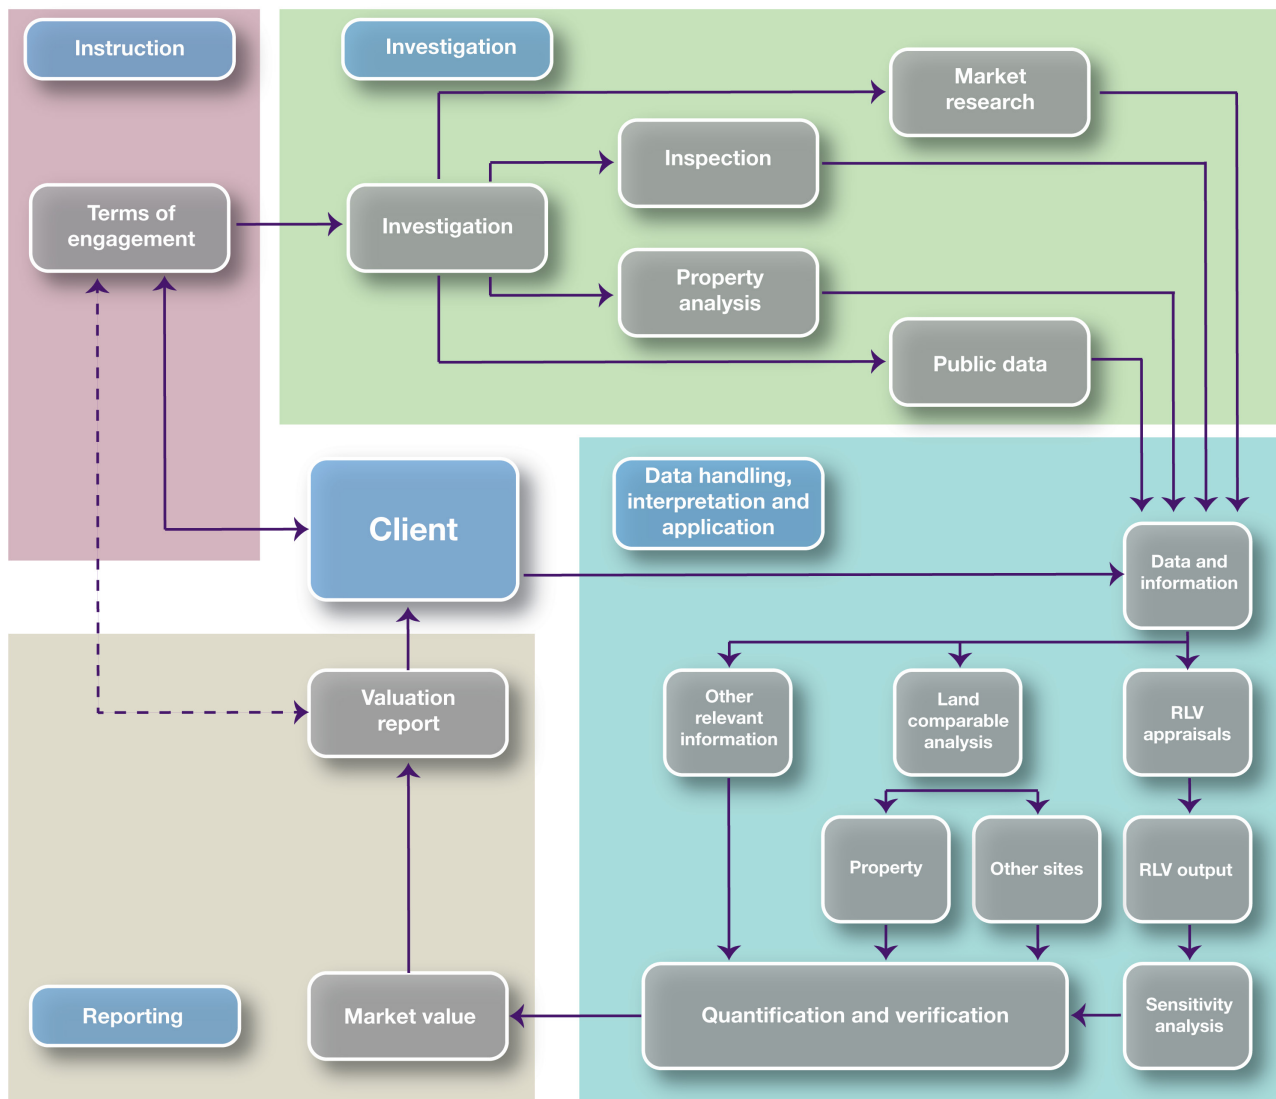 Instruction
Investigation
Market
research
Inspection
Terms of
engagement
Investigation
Property
analysis
Public data
Client
Data handling,
interpretation and
application
Data and
information
Valuation
report
Other
relevant
information
Land
comparable
analysis
RLV
appraisals
Property
Other sites
RLV output
Reporting
Market value
Quantification and verification
Sensitivity
analysis